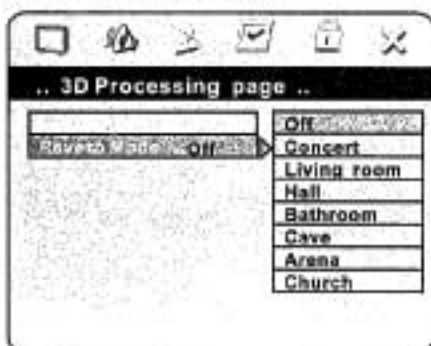 .. 3D Processing page ..
Reverb Mode Off
Off
Concert
Living room
Hall
Bathroom
Cave
Arena
Church